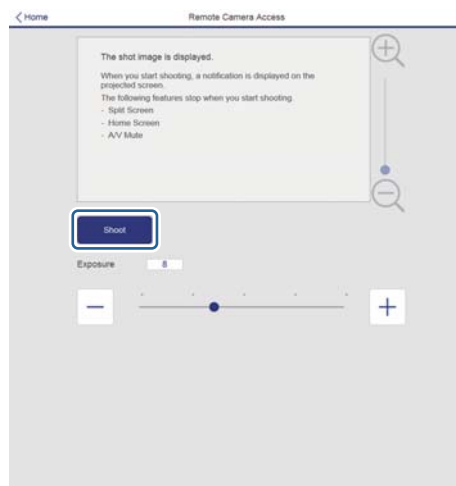 Home
Remote Camera Access
The shot image is displayed.
When you start shooting, a notification is displayed on the
projected screen.
The following features stop when you start shooting.
- Split Screen
- Home Screen
- A/V Mute
Shoot
Exposure 8